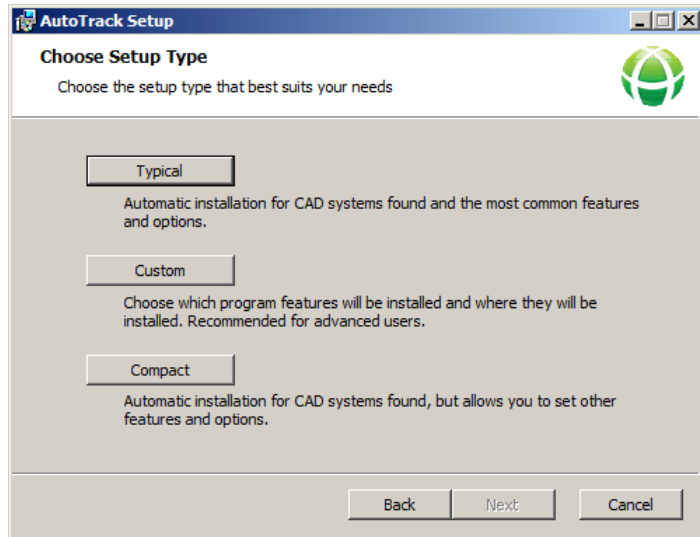 AutoTrack Setup
Choose Setup Type
Choose the setup type that best suits your needs
Typical
Automatic installation for CAD systems found and the most common features
and options.
Custom
Choose which program features will be installed and where they will be
installed. Recommended for advanced users.
Compact
Automatic installation for CAD systems found, but allows you to set other
features and options.
Back Next Cancel